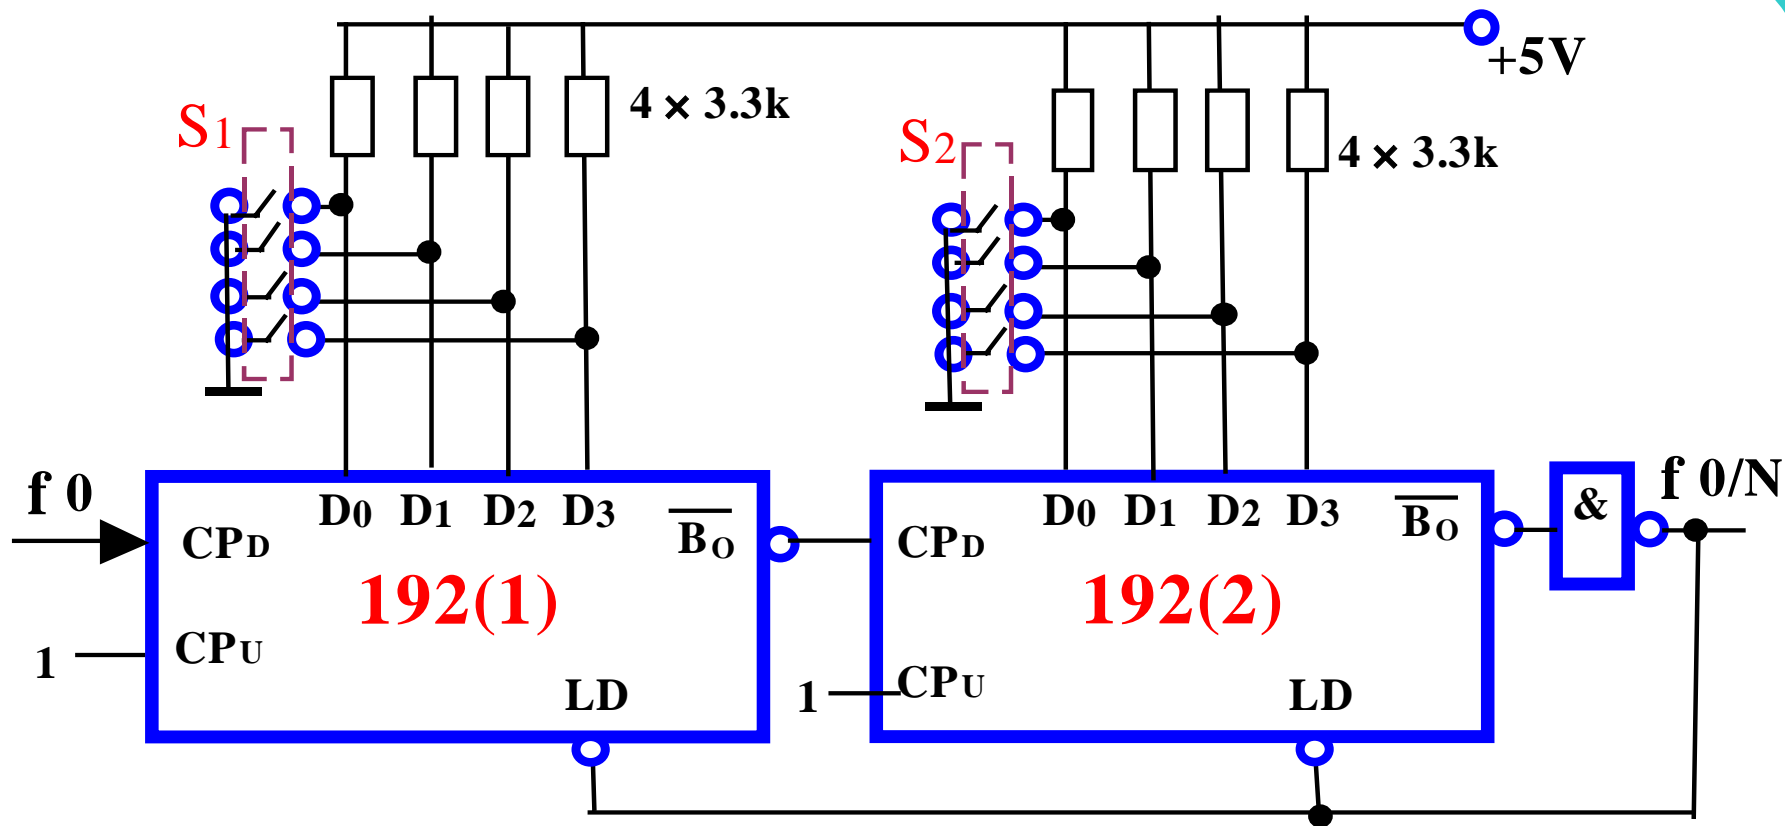 +5V
4 × 3.3k
S1
S2
4 × 3.3k
f 0
D0 D1 D2 D3
CPD
BO
192(1)
1
CPU
LD
D0 D1 D2 D3
CPD
BO
192(2)
1
CPU
LD
&
f 0/N